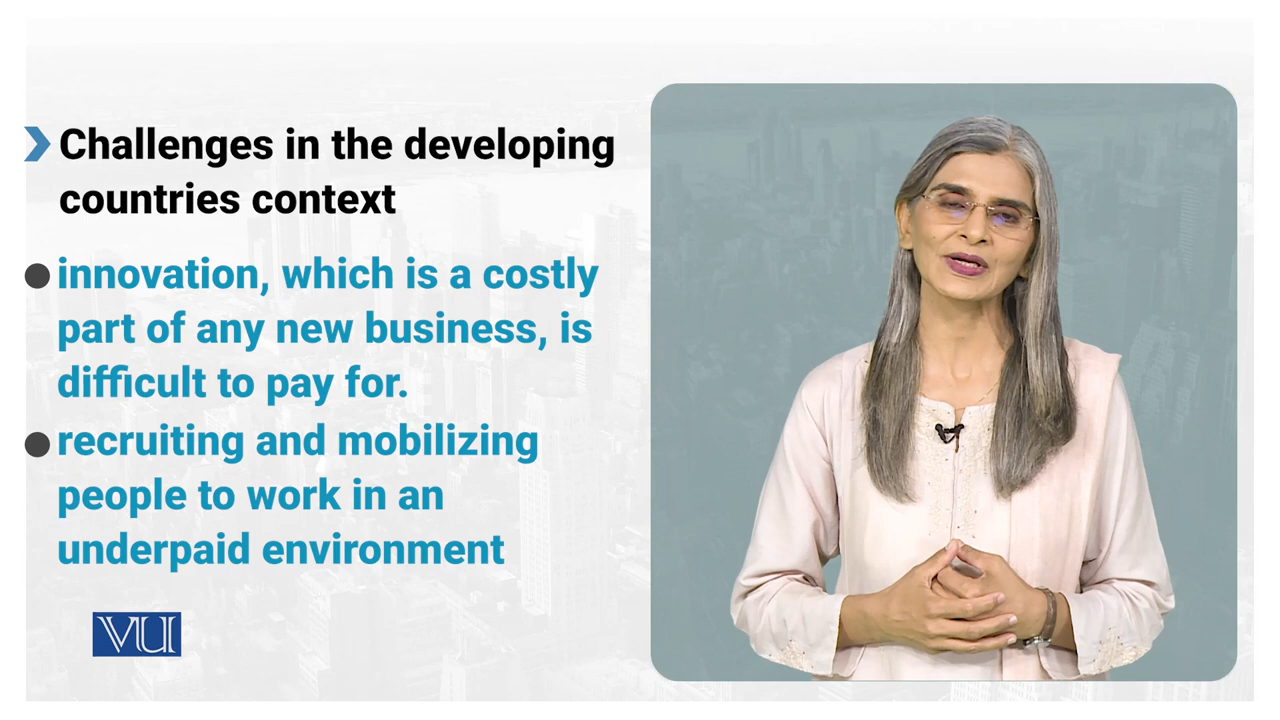 Challenges in the developing
countries context
innovation, which is a costly
part of any new business, is
difficult to pay for.
recruiting and mobilizing
people to work in an
underpaid environment
VU